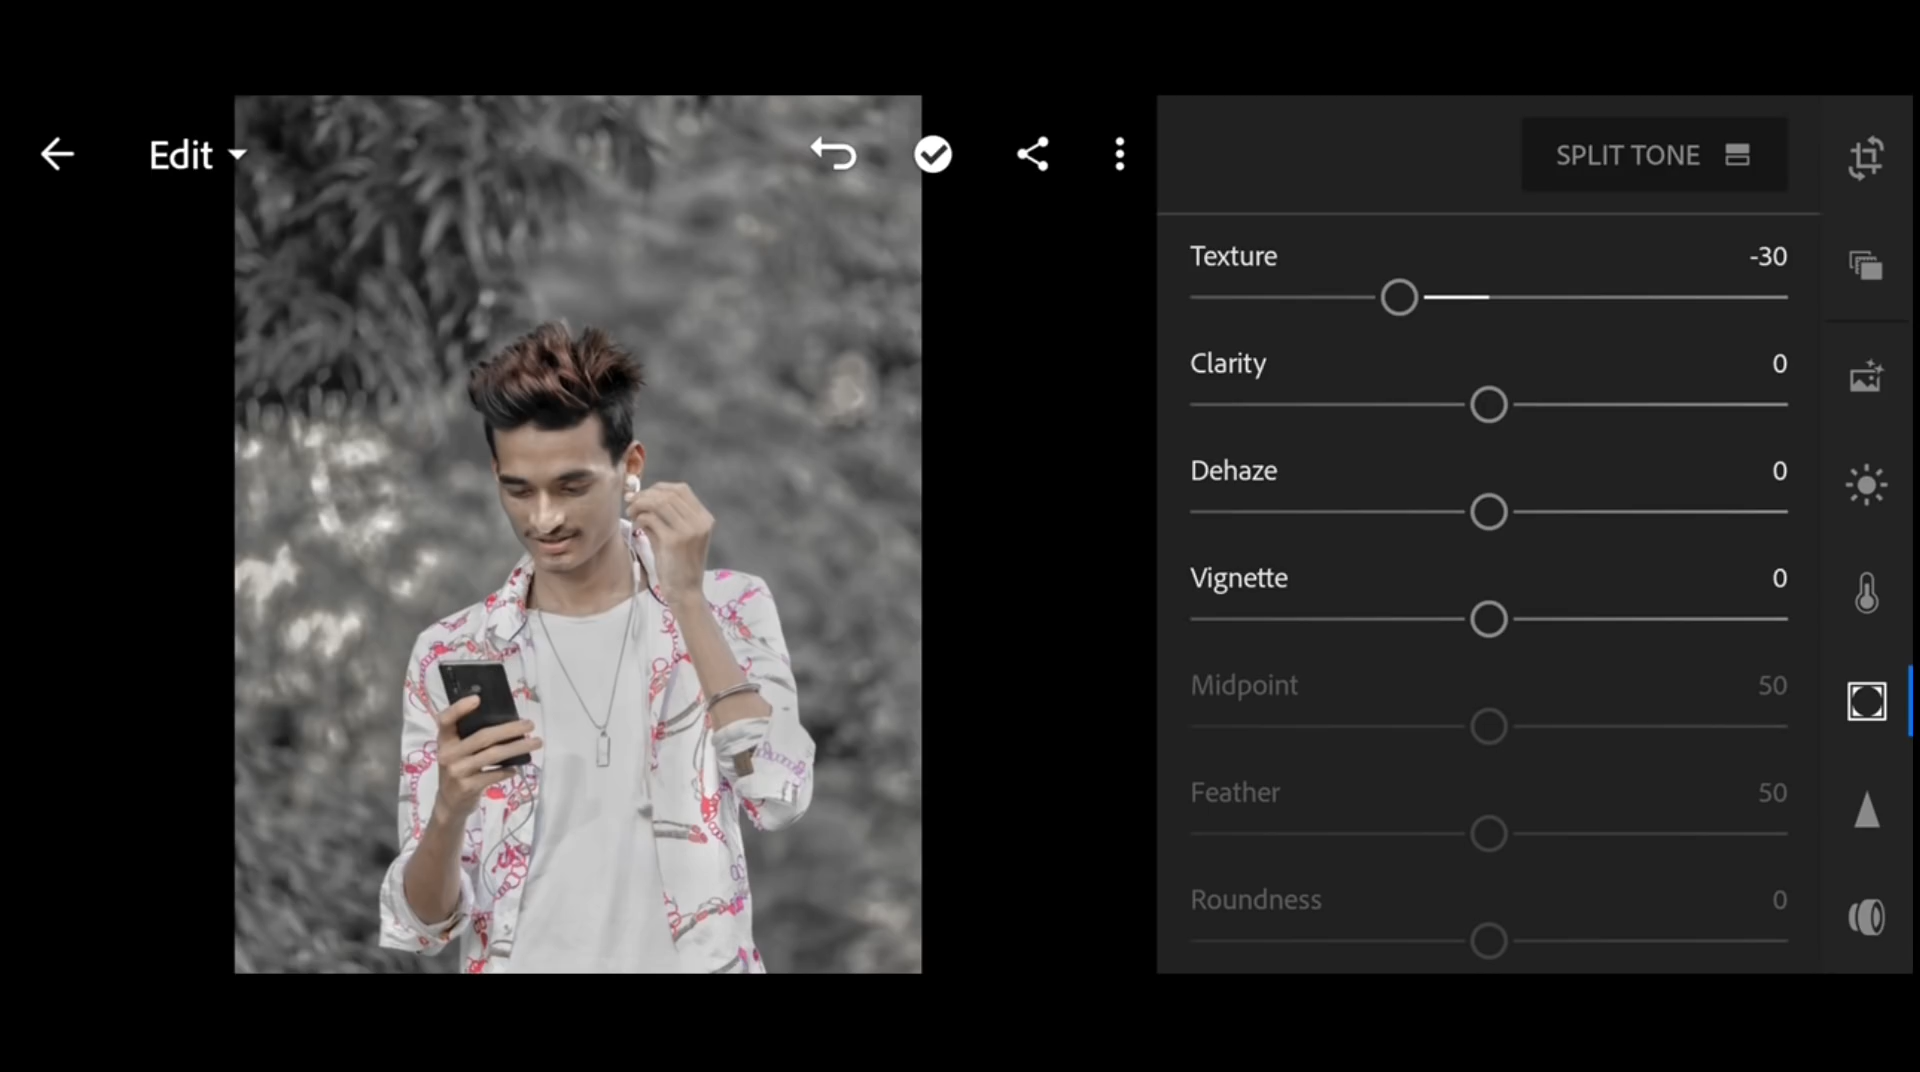 Edit
SPLIT TONE
Texture -30
Clarity 0
Dehaze 0
Vignette 0
Midpoint 50
Feather 50
Roundness 0